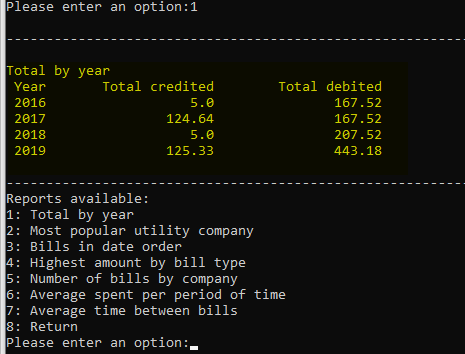 Please enter an option:1
--------------------------------------------------------------
Total by year
Year Total credited Total debited
2016 5.0 167.52
2017 124.64 167.52
2018 5.0 207.52
2019 125.33 443.18
--------------------------------------------------------------
Reports available:
1: Total by year
2: Most popular utility company
3: Bills in date order
4: Highest amount by bill type
5: Number of bills by company
6: Average spent per period of time
7: Average time between bills
8: Return
Please enter an option: